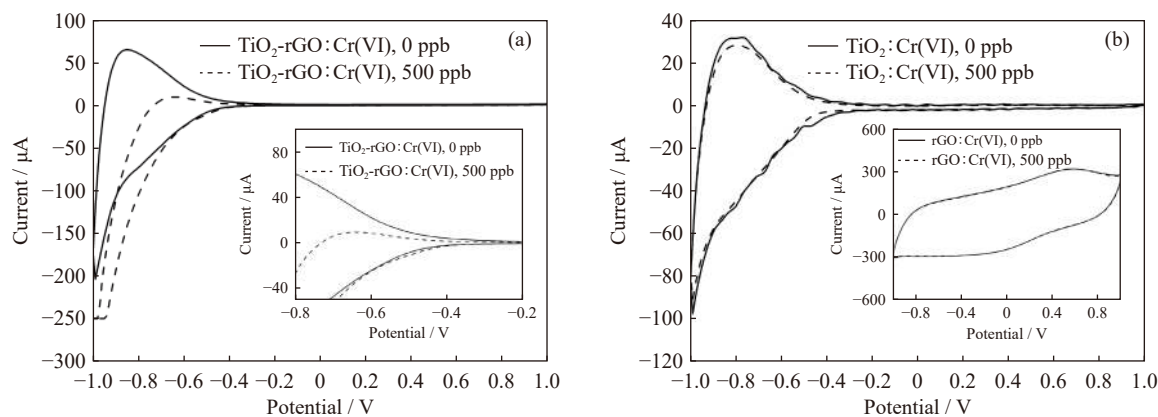 (a)
TiO₂-rGO∶Cr(VI), 0 ppb
TiO₂-rGO∶Cr(VI), 500 ppb
100
50
0
−50
−100
−150
−200
−250
−300
Current / μA
−1.0 −0.8 −0.6 −0.4 −0.2 0 0.2 0.4 0.6 0.8 1.0
Potential / V
TiO₂-rGO∶Cr(VI), 0 ppb
TiO₂-rGO∶Cr(VI), 500 ppb
80
40
0
−40
Current / μA
−0.8 −0.6 −0.4 −0.2
Potential / V
(b)
TiO₂∶Cr(VI), 0 ppb
TiO₂∶Cr(VI), 500 ppb
40
20
0
−20
−40
−60
−80
−100
−120
Current / μA
−1.0 −0.8 −0.6 −0.4 −0.2 0 0.2 0.4 0.6 0.8 1.0
Potential / V
rGO∶Cr(VI), 0 ppb
rGO∶Cr(VI), 500 ppb
600
300
0
−300
−600
Current / μA
−0.8 −0.4 0 0.4 0.8
Potential / V